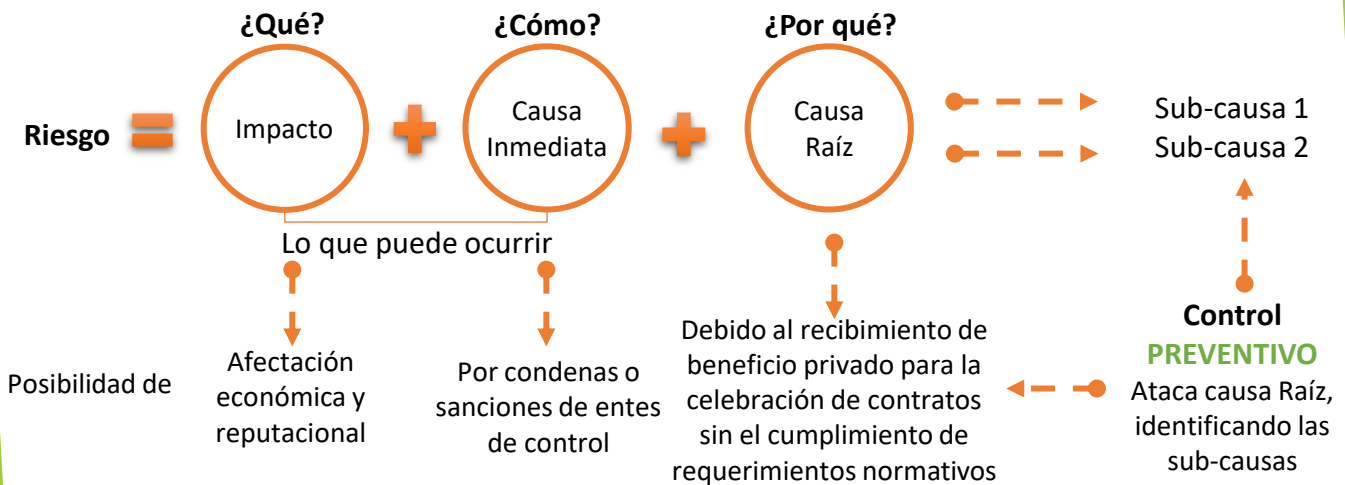 ¿Qué?
¿Cómo?
¿Por qué?
Riesgo
Impacto
Causa
Inmediata
Causa
Raíz
Sub-causa 1
Sub-causa 2
Lo que puede ocurrir
Posibilidad de
Afectación
económica y
reputacional
Por condenas o
sanciones de entes
de control
Debido al recibimiento de
beneficio privado para la
celebración de contratos
sin el cumplimiento de
requerimientos normativos
Control
PREVENTIVO
Ataca causa Raíz,
identificando las
sub-causas